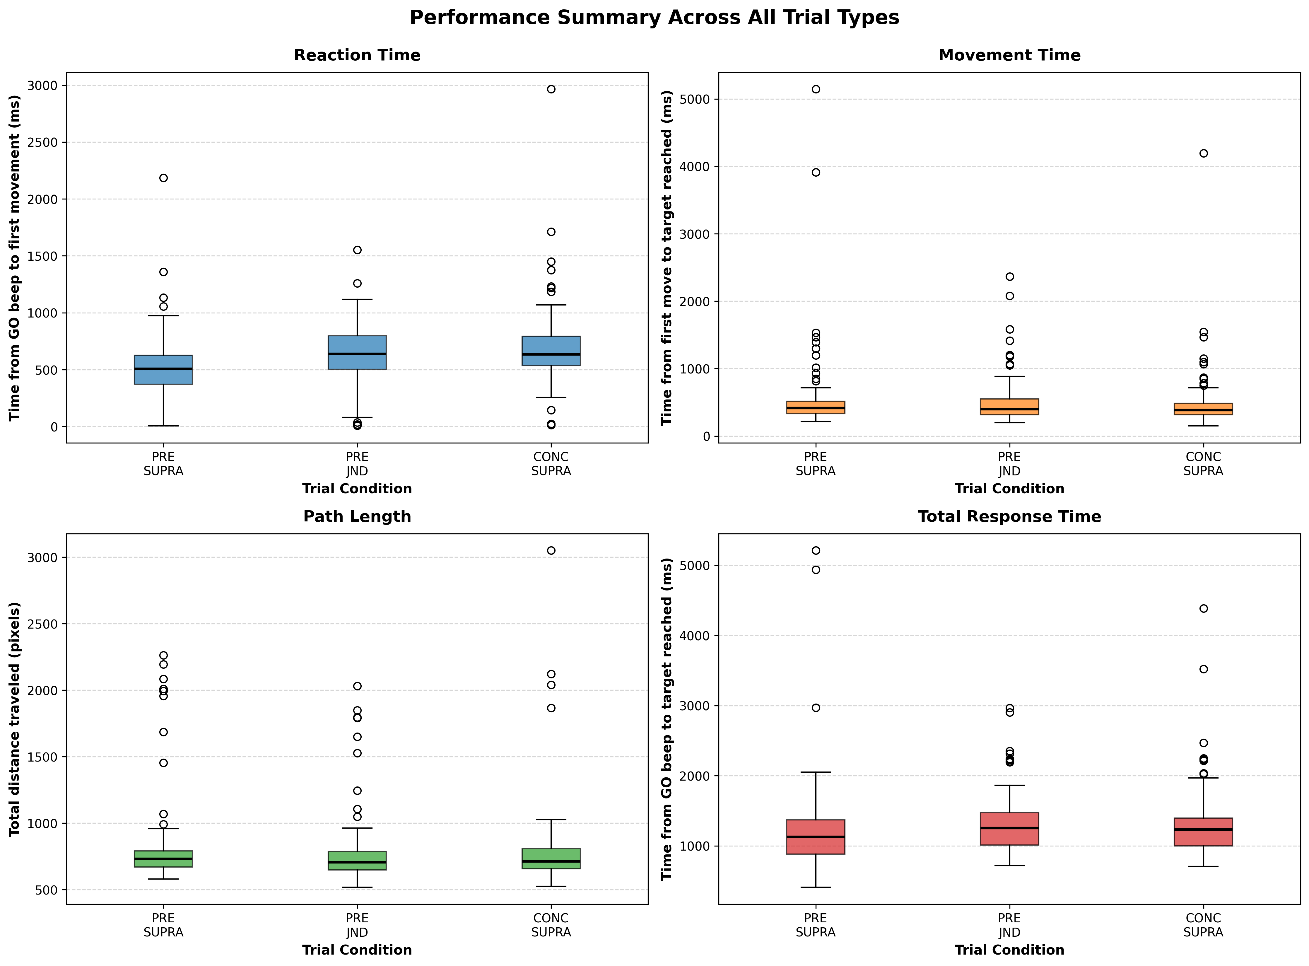 Performance Summary Across All Trial Types
Reaction Time
Time from GO beep to first movement (ms)
3000
2500
2000
1500
1000
500
0
PRE
SUPRA
PRE
JND
CONC
SUPRA
Trial Condition
Movement Time
Time from first move to target reached (ms)
5000
4000
3000
2000
1000
0
PRE
SUPRA
PRE
JND
CONC
SUPRA
Trial Condition
Path Length
Total distance traveled (pixels)
3000
2500
2000
1500
1000
500
PRE
SUPRA
PRE
JND
CONC
SUPRA
Trial Condition
Total Response Time
Time from GO beep to target reached (ms)
5000
4000
3000
2000
1000
PRE
SUPRA
PRE
JND
CONC
SUPRA
Trial Condition